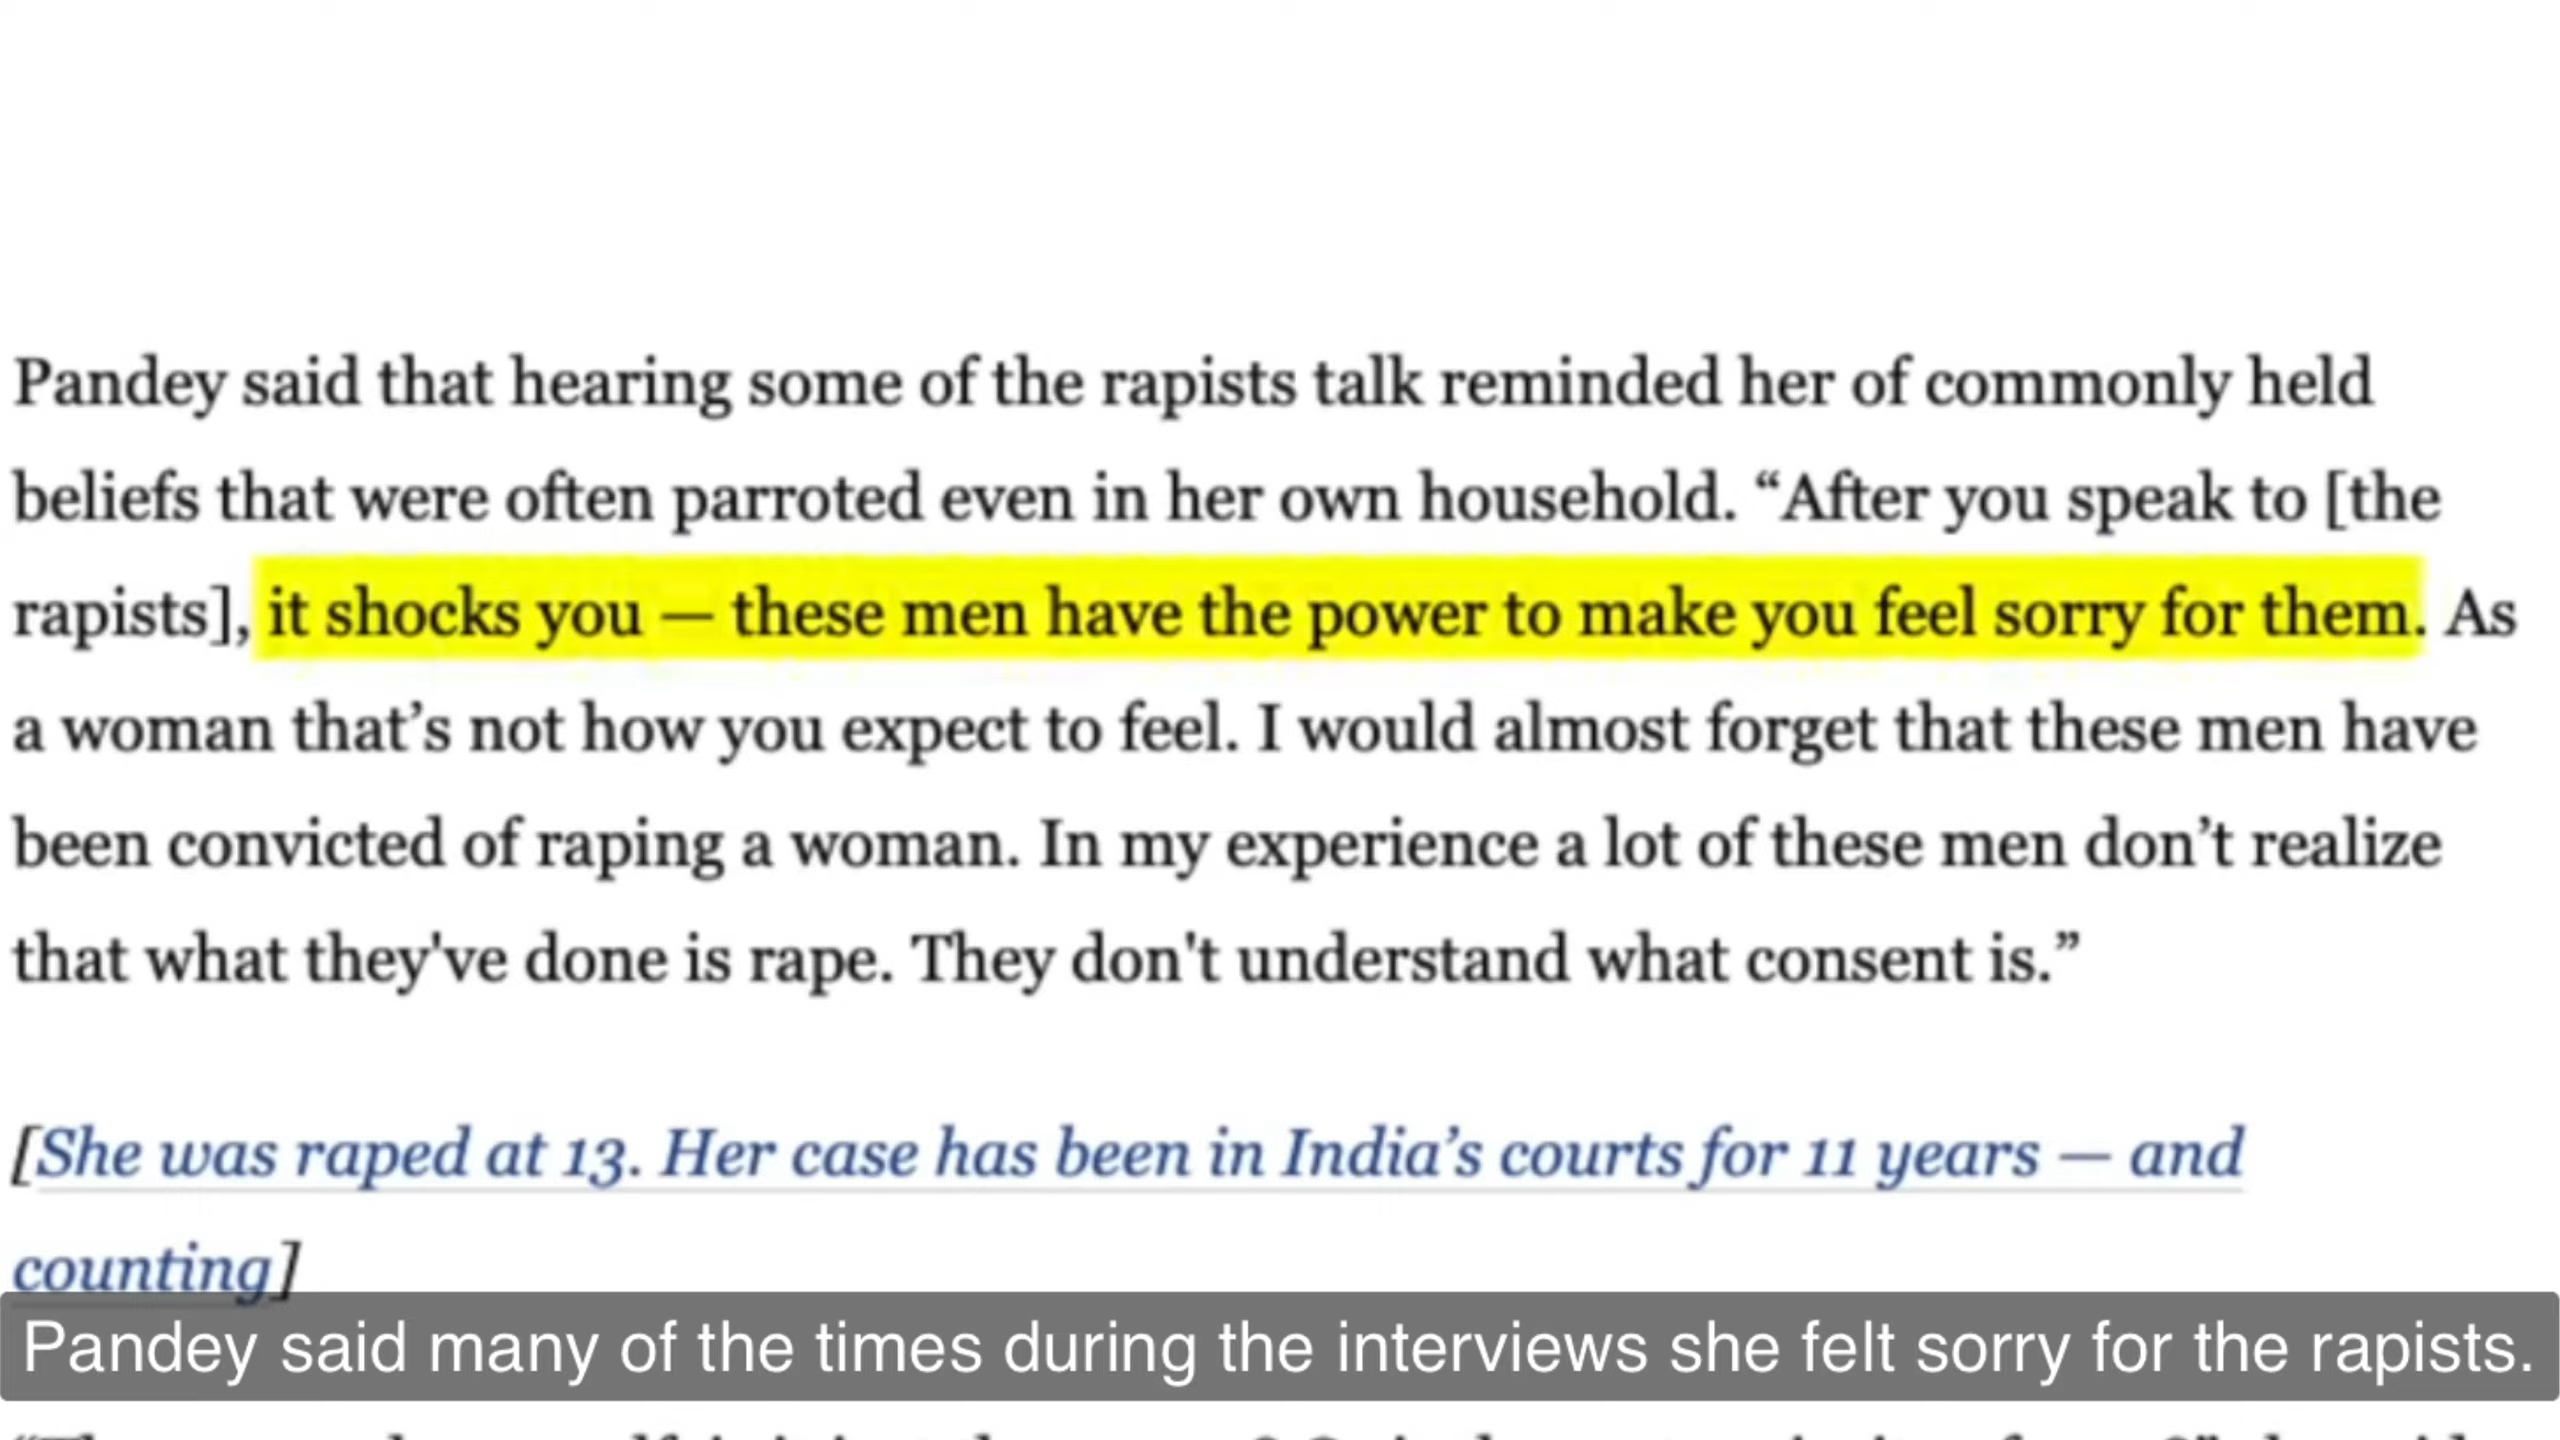 Pandey said that hearing some of the rapists talk reminded her of commonly held
beliefs that were often parroted even in her own household. “After you speak to [the
rapists], it shocks you — these men have the power to make you feel sorry for them. As
a woman that’s not how you expect to feel. I would almost forget that these men have
been convicted of raping a woman. In my experience a lot of these men don’t realize
that what they've done is rape. They don't understand what consent is.”
[She was raped at 13. Her case has been in India’s courts for 11 years — and
counting]
Pandey said many of the times during the interviews she felt sorry for the rapists.